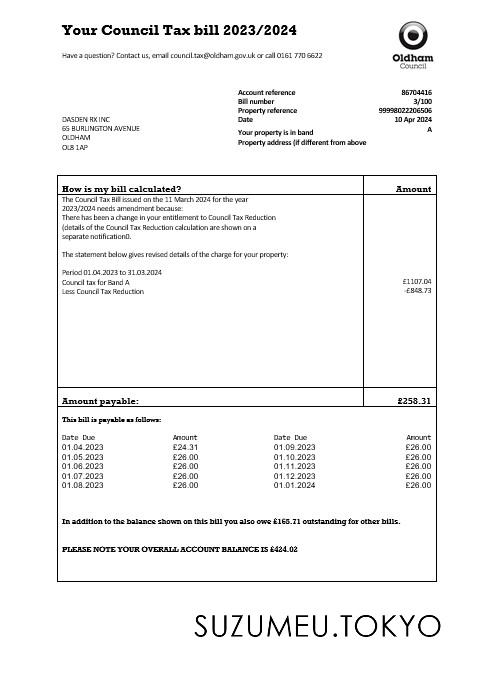 Your Council Tax bill 2023/2024
Have a question? Contact us, email council.tax@oldham.gov.uk or call 0161 770 6622
Oldham
Council
Account reference 86704416
Bill number 3/100
Property reference 99998022206506
Date 10 Apr 2024
Your property is in band A
Property address (if different from above
DASDEN RX INC
65 BURLINGTON AVENUE
OLDHAM
OL8 1AP
How is my bill calculated? Amount
The Council Tax Bill issued on the 11 March 2024 for the year
2023/2024 needs amendment because:
There has been a change in your entitlement to Council Tax Reduction
(details of the Council Tax Reduction calculation are shown on a
separate notification0.
The statement below gives revised details of the charge for your property:
Period 01.04.2023 to 31.03.2024
Council tax for Band A £1107.04
Less Council Tax Reduction -£848.73
Amount payable: £258.31
This bill is payable as follows:
Date Due Amount Date Due Amount
01.04.2023 £24.31 01.09.2023 £26.00
01.05.2023 £26.00 01.10.2023 £26.00
01.06.2023 £26.00 01.11.2023 £26.00
01.07.2023 £26.00 01.12.2023 £26.00
01.08.2023 £26.00 01.01.2024 £26.00
In addition to the balance shown on this bill you also owe £165.71 outstanding for other bills.
PLEASE NOTE YOUR OVERALL ACCOUNT BALANCE IS £424.02
SUZUMEU.TOKYO